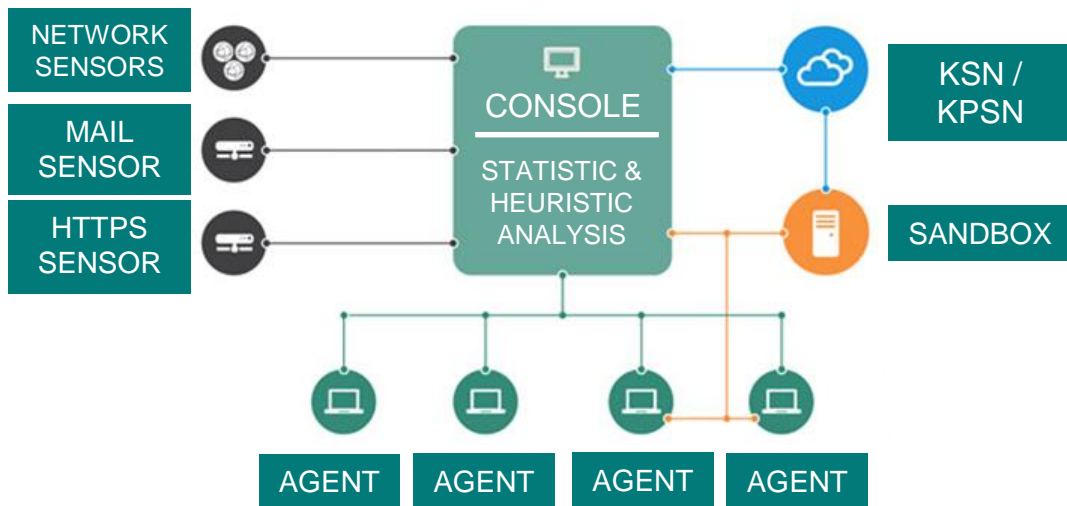 NETWORK
SENSORS
MAIL
SENSOR
HTTPS
SENSOR
CONSOLE
STATISTIC &
HEURISTIC
ANALYSIS
KSN /
KPSN
SANDBOX
AGENT
AGENT
AGENT
AGENT